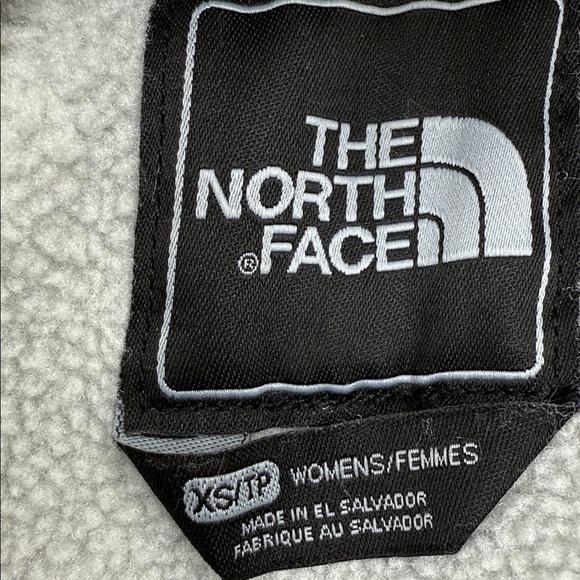 THE
NORTH
FACE
®
XS/TP WOMENS/FEMMES
MADE IN EL SALVADOR
FABRIQUE AU SALVADOR